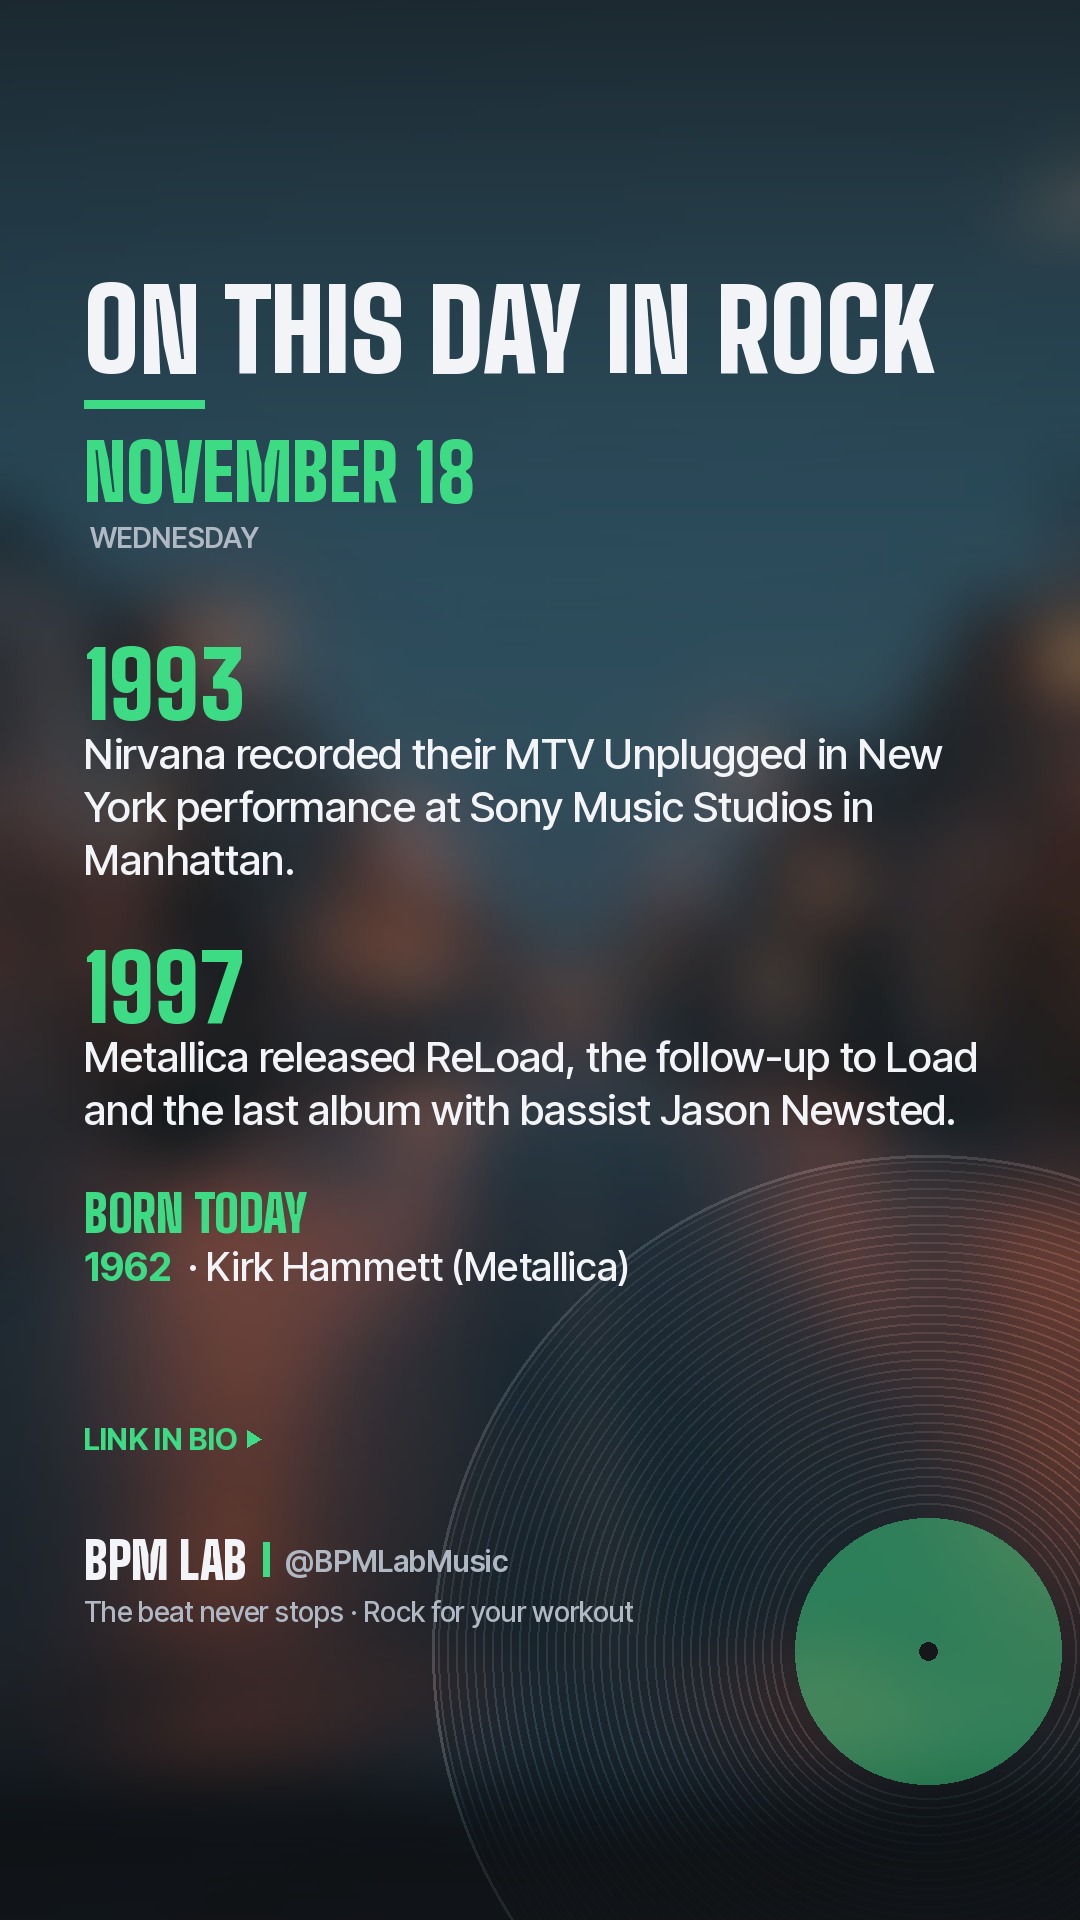 ON THIS DAY IN ROCK
NOVEMBER 18
WEDNESDAY
1993
Nirvana recorded their MTV Unplugged in New
York performance at Sony Music Studios in
Manhattan.
1997
Metallica released ReLoad, the follow-up to Load
and the last album with bassist Jason Newsted.
BORN TODAY
1962 · Kirk Hammett (Metallica)
LINK IN BIO ▶
BPM LAB | @BPMLabMusic
The beat never stops · Rock for your workout